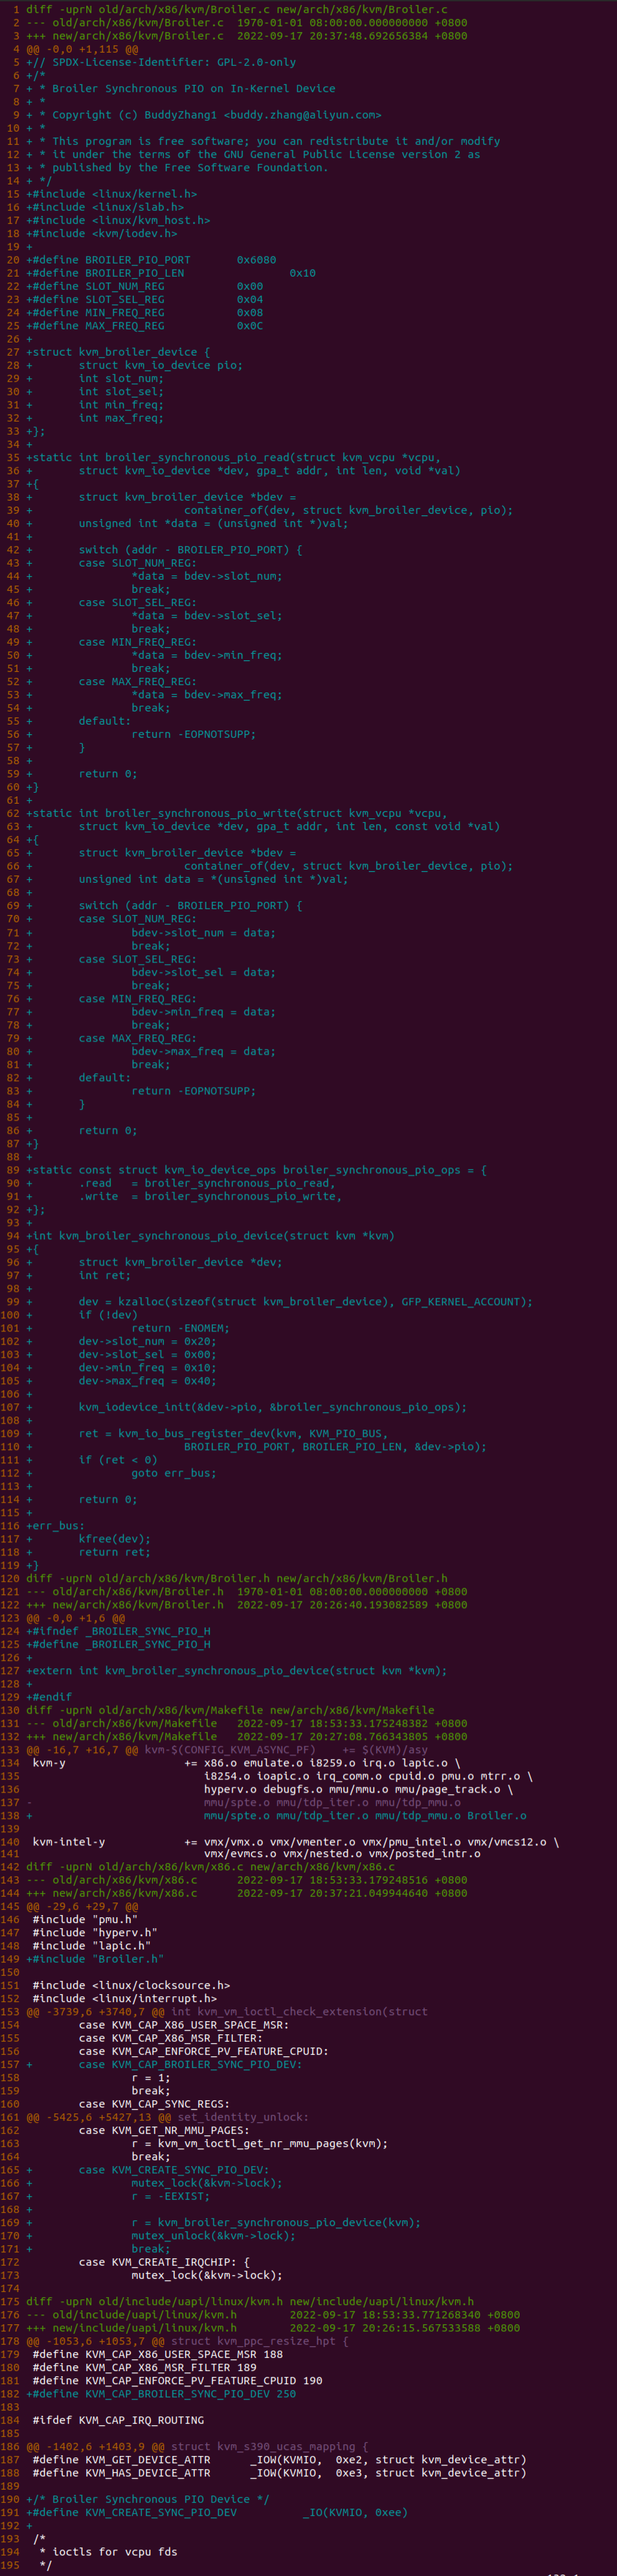 1 diff -uprN old/arch/x86/kvm/Broiler.c new/arch/x86/kvm/Broiler.c
2 --- old/arch/x86/kvm/Broiler.c	1970-01-01 08:00:00.000000000 +0800
3 +++ new/arch/x86/kvm/Broiler.c	2022-09-17 20:37:48.692656384 +0800
4 @@ -0,0 +1,115 @@
5 +// SPDX-License-Identifier: GPL-2.0-only
6 +/*
7 + * Broiler Synchronous PIO on In-Kernel Device
8 + *
9 + * Copyright (c) BuddyZhang1 <buddy.zhang@aliyun.com>
10 + *
11 + * This program is free software; you can redistribute it and/or modify
12 + * it under the terms of the GNU General Public License version 2 as
13 + * published by the Free Software Foundation.
14 + */
15 +#include <linux/kernel.h>
16 +#include <linux/slab.h>
17 +#include <linux/kvm_host.h>
18 +#include <kvm/iodev.h>
19 +
20 +#define BROILER_PIO_PORT       0x6080
21 +#define BROILER_PIO_LEN                0x10
22 +#define SLOT_NUM_REG           0x00
23 +#define SLOT_SEL_REG           0x04
24 +#define MIN_FREQ_REG           0x08
25 +#define MAX_FREQ_REG           0x0C
26 +
27 +struct kvm_broiler_device {
28 +       struct kvm_io_device pio;
29 +       int slot_num;
30 +       int slot_sel;
31 +       int min_freq;
32 +       int max_freq;
33 +};
34 +
35 +static int broiler_synchronous_pio_read(struct kvm_vcpu *vcpu,
36 +       struct kvm_io_device *dev, gpa_t addr, int len, void *val)
37 +{
38 +       struct kvm_broiler_device *bdev =
39 +                       container_of(dev, struct kvm_broiler_device, pio);
40 +       unsigned int *data = (unsigned int *)val;
41 +
42 +       switch (addr - BROILER_PIO_PORT) {
43 +       case SLOT_NUM_REG:
44 +               *data = bdev->slot_num;
45 +               break;
46 +       case SLOT_SEL_REG:
47 +               *data = bdev->slot_sel;
48 +               break;
49 +       case MIN_FREQ_REG:
50 +               *data = bdev->min_freq;
51 +               break;
52 +       case MAX_FREQ_REG:
53 +               *data = bdev->max_freq;
54 +               break;
55 +       default:
56 +               return -EOPNOTSUPP;
57 +       }
58 +
59 +       return 0;
60 +}
61 +
62 +static int broiler_synchronous_pio_write(struct kvm_vcpu *vcpu,
63 +       struct kvm_io_device *dev, gpa_t addr, int len, const void *val)
64 +{
65 +       struct kvm_broiler_device *bdev =
66 +                       container_of(dev, struct kvm_broiler_device, pio);
67 +       unsigned int data = *(unsigned int *)val;
68 +
69 +       switch (addr - BROILER_PIO_PORT) {
70 +       case SLOT_NUM_REG:
71 +               bdev->slot_num = data;
72 +               break;
73 +       case SLOT_SEL_REG:
74 +               bdev->slot_sel = data;
75 +               break;
76 +       case MIN_FREQ_REG:
77 +               bdev->min_freq = data;
78 +               break;
79 +       case MAX_FREQ_REG:
80 +               bdev->max_freq = data;
81 +               break;
82 +       default:
83 +               return -EOPNOTSUPP;
84 +       }
85 +
86 +       return 0;
87 +}
88 +
89 +static const struct kvm_io_device_ops broiler_synchronous_pio_ops = {
90 +       .read   = broiler_synchronous_pio_read,
91 +       .write  = broiler_synchronous_pio_write,
92 +};
93 +
94 +int kvm_broiler_synchronous_pio_device(struct kvm *kvm)
95 +{
96 +       struct kvm_broiler_device *dev;
97 +       int ret;
98 +
99 +       dev = kzalloc(sizeof(struct kvm_broiler_device), GFP_KERNEL_ACCOUNT);
100 +       if (!dev)
101 +               return -ENOMEM;
102 +       dev->slot_num = 0x20;
103 +       dev->slot_sel = 0x00;
104 +       dev->min_freq = 0x10;
105 +       dev->max_freq = 0x40;
106 +
107 +       kvm_iodevice_init(&dev->pio, &broiler_synchronous_pio_ops);
108 +
109 +       ret = kvm_io_bus_register_dev(kvm, KVM_PIO_BUS,
110 +                       BROILER_PIO_PORT, BROILER_PIO_LEN, &dev->pio);
111 +       if (ret < 0)
112 +               goto err_bus;
113 +
114 +       return 0;
115 +
116 +err_bus:
117 +       kfree(dev);
118 +       return ret;
119 +}
120 diff -uprN old/arch/x86/kvm/Broiler.h new/arch/x86/kvm/Broiler.h
121 --- old/arch/x86/kvm/Broiler.h	1970-01-01 08:00:00.000000000 +0800
122 +++ new/arch/x86/kvm/Broiler.h	2022-09-17 20:26:40.193082589 +0800
123 @@ -0,0 +1,6 @@
124 +#ifndef _BROILER_SYNC_PIO_H
125 +#define _BROILER_SYNC_PIO_H
126 +
127 +extern int kvm_broiler_synchronous_pio_device(struct kvm *kvm);
128 +
129 +#endif
130 diff -uprN old/arch/x86/kvm/Makefile new/arch/x86/kvm/Makefile
131 --- old/arch/x86/kvm/Makefile	2022-09-17 18:53:33.175248382 +0800
132 +++ new/arch/x86/kvm/Makefile	2022-09-17 20:27:08.766343805 +0800
133 @@ -16,7 +16,7 @@ kvm-$(CONFIG_KVM_ASYNC_PF)    += $(KVM)/asy
134  kvm-y                  += x86.o emulate.o i8259.o irq.o lapic.o \
135                            i8254.o ioapic.o irq_comm.o cpuid.o pmu.o mtrr.o \
136                            hyperv.o debugfs.o mmu/mmu.o mmu/page_track.o \
137 -                          mmu/spte.o mmu/tdp_iter.o mmu/tdp_mmu.o
138 +                          mmu/spte.o mmu/tdp_iter.o mmu/tdp_mmu.o Broiler.o
139
140  kvm-intel-y            += vmx/vmx.o vmx/vmenter.o vmx/pmu_intel.o vmx/vmcs12.o \
141                            vmx/evmcs.o vmx/nested.o vmx/posted_intr.o
142 diff -uprN old/arch/x86/kvm/x86.c new/arch/x86/kvm/x86.c
143 --- old/arch/x86/kvm/x86.c	2022-09-17 18:53:33.179248516 +0800
144 +++ new/arch/x86/kvm/x86.c	2022-09-17 20:37:21.049944640 +0800
145 @@ -29,6 +29,7 @@
146  #include "pmu.h"
147  #include "hyperv.h"
148  #include "lapic.h"
149 +#include "Broiler.h"
150
151  #include <linux/clocksource.h>
152  #include <linux/interrupt.h>
153 @@ -3739,6 +3740,7 @@ int kvm_vm_ioctl_check_extension(struct
154         case KVM_CAP_X86_USER_SPACE_MSR:
155         case KVM_CAP_X86_MSR_FILTER:
156         case KVM_CAP_ENFORCE_PV_FEATURE_CPUID:
157 +       case KVM_CAP_BROILER_SYNC_PIO_DEV:
158                 r = 1;
159                 break;
160         case KVM_CAP_SYNC_REGS:
161 @@ -5425,6 +5427,13 @@ set_identity_unlock:
162         case KVM_GET_NR_MMU_PAGES:
163                 r = kvm_vm_ioctl_get_nr_mmu_pages(kvm);
164                 break;
165 +       case KVM_CREATE_SYNC_PIO_DEV:
166 +               mutex_lock(&kvm->lock);
167 +               r = -EEXIST;
168 +
169 +               r = kvm_broiler_synchronous_pio_device(kvm);
170 +               mutex_unlock(&kvm->lock);
171 +               break;
172         case KVM_CREATE_IRQCHIP: {
173                 mutex_lock(&kvm->lock);
174
175 diff -uprN old/include/uapi/linux/kvm.h new/include/uapi/linux/kvm.h
176 --- old/include/uapi/linux/kvm.h	2022-09-17 18:53:33.771268340 +0800
177 +++ new/include/uapi/linux/kvm.h	2022-09-17 20:26:15.567533588 +0800
178 @@ -1053,6 +1053,7 @@ struct kvm_ppc_resize_hpt {
179  #define KVM_CAP_X86_USER_SPACE_MSR 188
180  #define KVM_CAP_X86_MSR_FILTER 189
181  #define KVM_CAP_ENFORCE_PV_FEATURE_CPUID 190
182 +#define KVM_CAP_BROILER_SYNC_PIO_DEV 250
183
184  #ifdef KVM_CAP_IRQ_ROUTING
185
186 @@ -1402,6 +1403,9 @@ struct kvm_s390_ucas_mapping {
187  #define KVM_GET_DEVICE_ATTR      _IOW(KVMIO,  0xe2, struct kvm_device_attr)
188  #define KVM_HAS_DEVICE_ATTR      _IOW(KVMIO,  0xe3, struct kvm_device_attr)
189
190 +/* Broiler Synchronous PIO Device */
191 +#define KVM_CREATE_SYNC_PIO_DEV          _IO(KVMIO, 0xee)
192 +
193  /*
194   * ioctls for vcpu fds
195   */